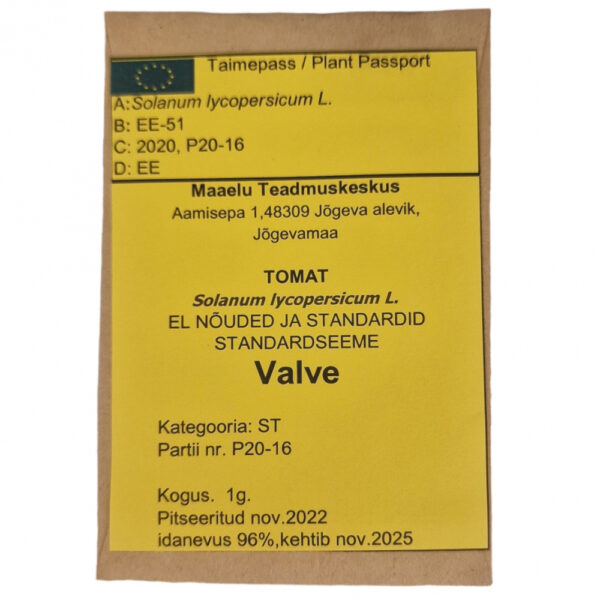 Taimepass / Plant Passport
A:Solanum lycopersicum L.
B: EE-51
C: 2020, P20-16
D: EE
Maaelu Teadmuskeskus
Aamisepa 1,48309 Jõgeva alevik,
Jõgevamaa
TOMAT
Solanum lycopersicum L.
EL NÕUDED JA STANDARDID
STANDARDSEEME
Valve
Kategooria: ST
Partii nr. P20-16
Kogus. 1g.
Pitseeritud nov.2022
idanevus 96%,kehtib nov.2025